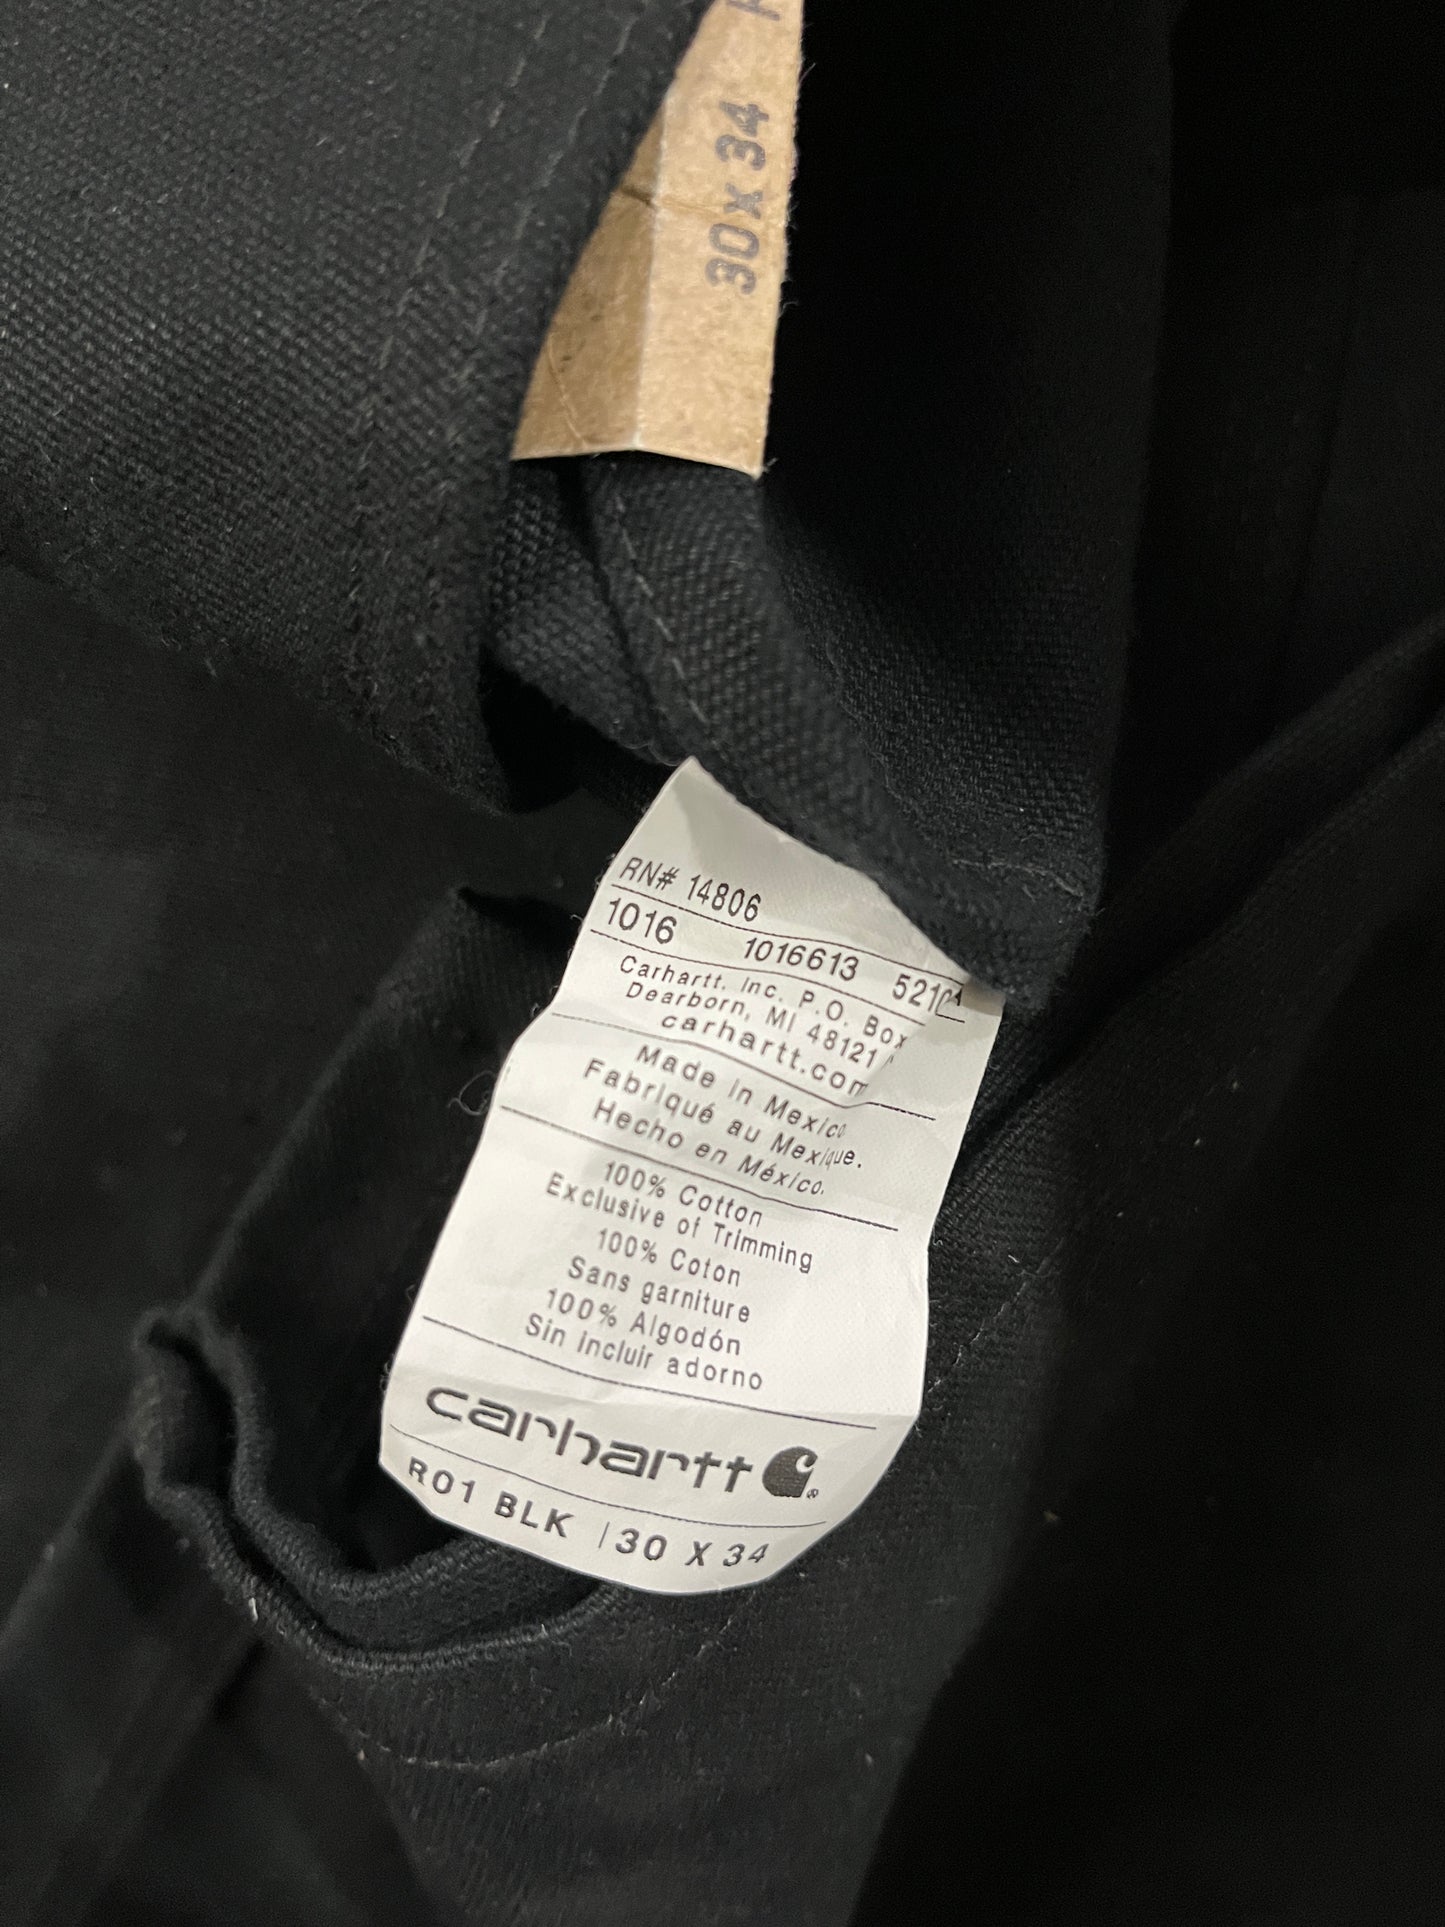 30 x 34
RN# 14806
1016 1016613 52101
Carhartt, Inc. P.O. Box
Dearborn, MI 48121
carhartt.com
Made in Mexico
Fabriqué au Mexique.
Hecho en México.
100% Cotton
Exclusive of Trimming
100% Coton
Sans garniture
100% Algodón
Sin incluir adorno
carhartt
R01 BLK | 30 X 34